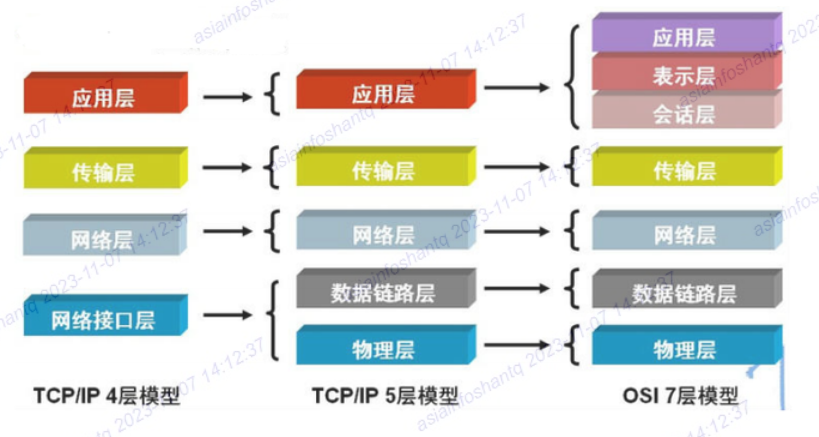 应用层
传输层
网络层
网络接口层
TCP/IP 4层模型
应用层
传输层
网络层
数据链路层
物理层
TCP/IP 5层模型
应用层
表示层
会话层
传输层
网络层
数据链路层
物理层
OSI 7层模型
asiainfoshantq 2023-11-07 14:12:37